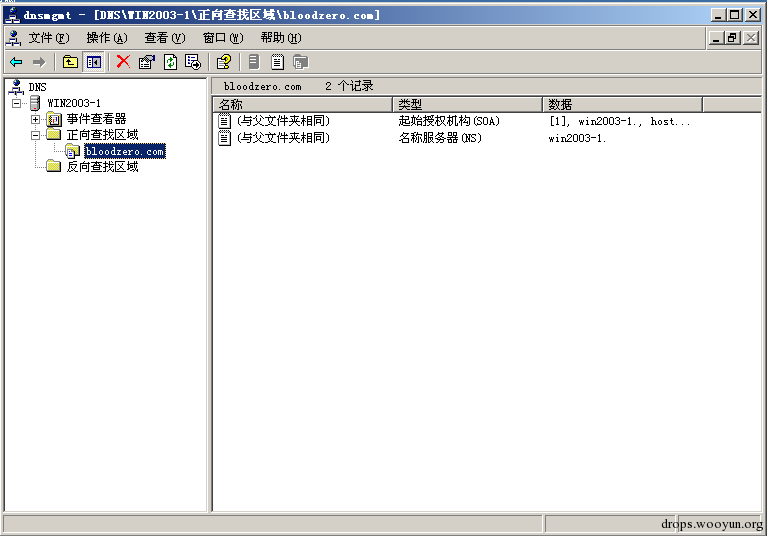 dnsmgmt - [DNS\WIN2003-1\正向查找区域\bloodzero.com]
文件(F) 操作(A) 查看(V) 窗口(W) 帮助(H)
DNS
WIN2003-1
事件查看器
正向查找区域
bloodzero.com
反向查找区域
bloodzero.com 2 个记录
名称 类型 数据
(与父文件夹相同) 起始授权机构(SOA) [1], win2003-1., host...
(与父文件夹相同) 名称服务器(NS) win2003-1.
drops.wooyun.org